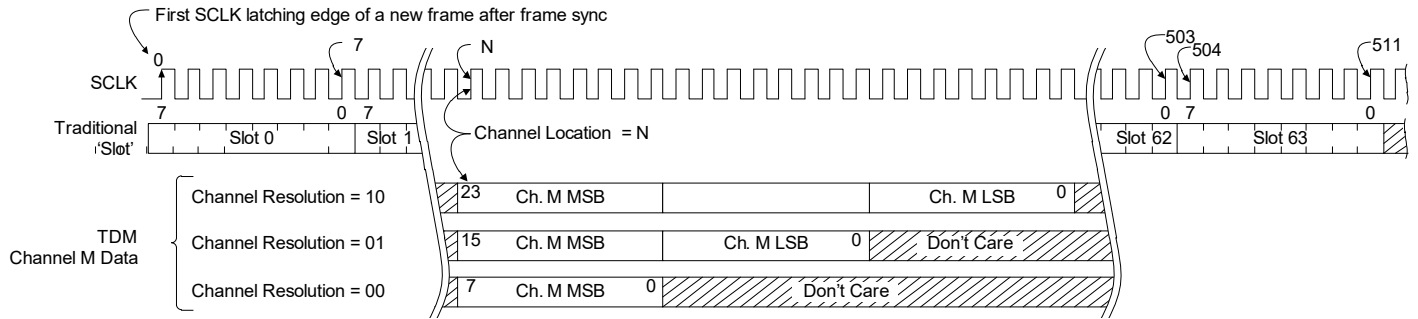 First SCLK latching edge of a new frame after frame sync
0
7
N
503
504
511
SCLK
7 0 7 0 7 0
Traditional
'Slot'
Slot 0 Slot 1 Slot 62 Slot 63
Channel Location = N
TDM
Channel M Data
Channel Resolution = 10
23 Ch. M MSB Ch. M LSB 0
Channel Resolution = 01
15 Ch. M MSB Ch. M LSB 0 Don't Care
Channel Resolution = 00
7 Ch. M MSB 0 Don't Care